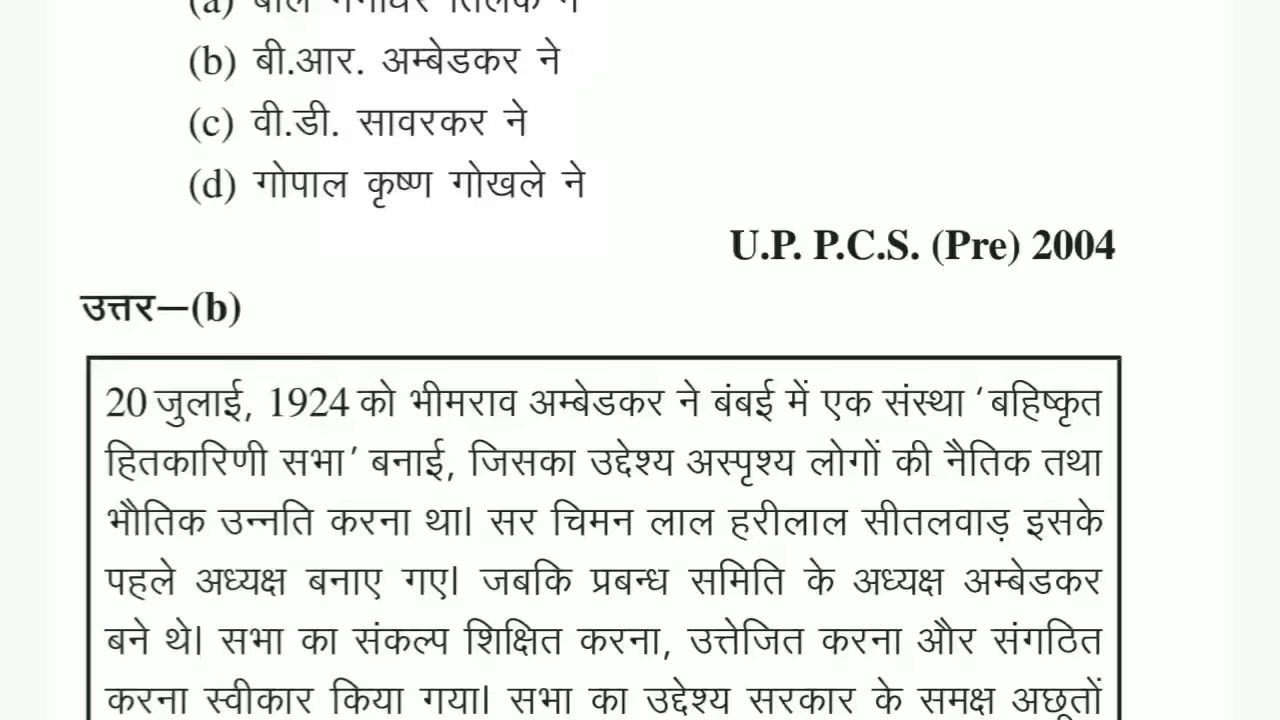 (a) बाल गंगाधर तिलक ने
(b) बी.आर. अम्बेडकर ने
(c) वी.डी. सावरकर ने
(d) गोपाल कृष्ण गोखले ने
U.P. P.C.S. (Pre) 2004
उत्तर—(b)
20 जुलाई, 1924 को भीमराव अम्बेडकर ने बंबई में एक संस्था ‘बहिष्कृत
हितकारिणी सभा’ बनाई, जिसका उद्देश्य अस्पृश्य लोगों की नैतिक तथा
भौतिक उन्नति करना था। सर चिमन लाल हरीलाल सीतलवाड़ इसके
पहले अध्यक्ष बनाए गए। जबकि प्रबन्ध समिति के अध्यक्ष अम्बेडकर
बने थे। सभा का संकल्प शिक्षित करना, उत्तेजित करना और संगठित
करना स्वीकार किया गया। सभा का उद्देश्य सरकार के समक्ष अछूतों